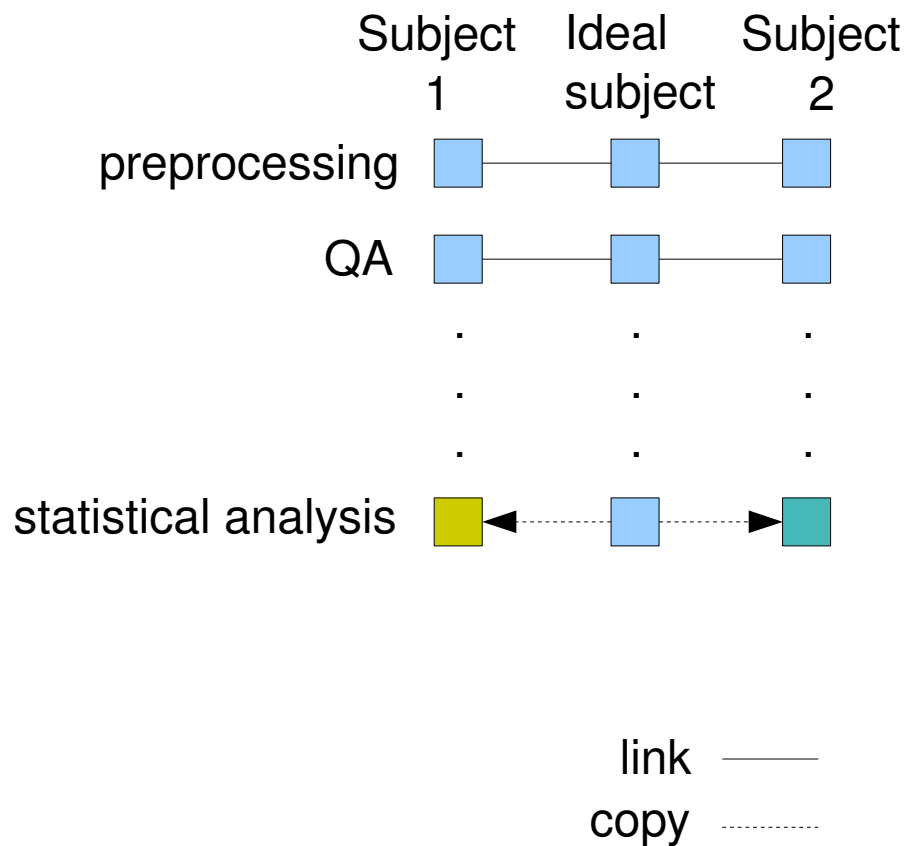 Subject Ideal Subject
1 subject 2
preprocessing
QA
. . .
. . .
. . .
statistical analysis
link
copy